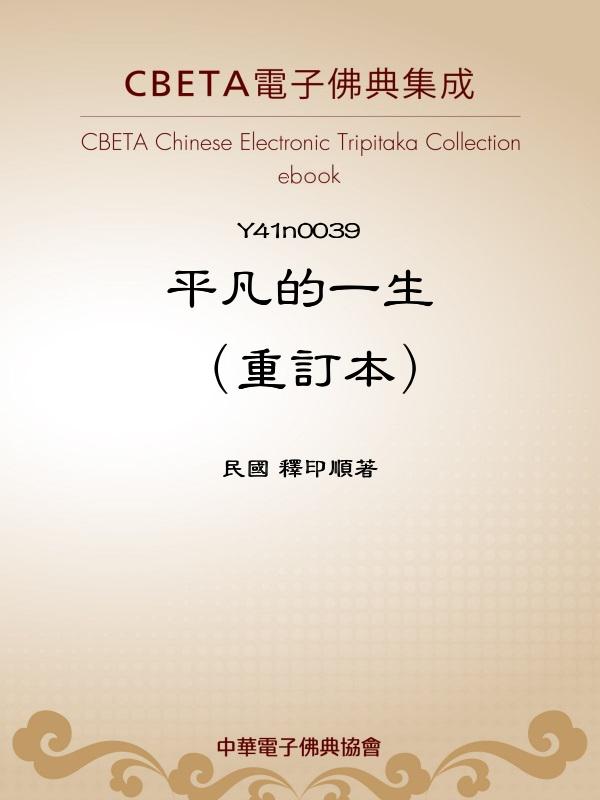 CBETA電子佛典集成
CBETA Chinese Electronic Tripitaka Collection
ebook
Y41n0039
平凡的一生
（重訂本）
民國 釋印順著
中華電子佛典協會